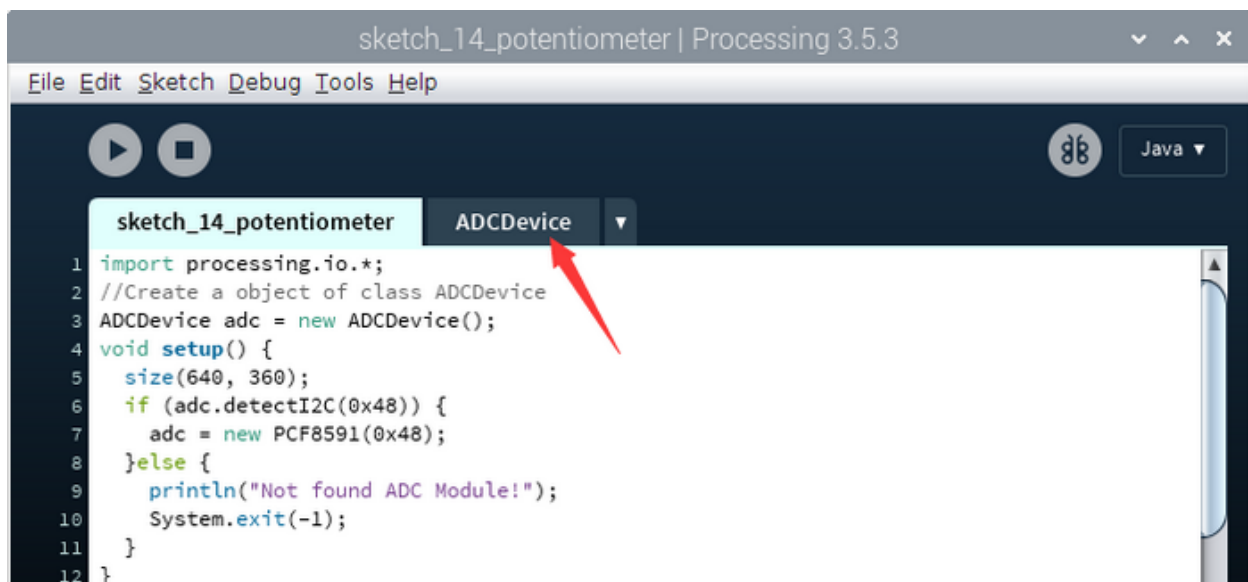 sketch_14_potentiometer | Processing 3.5.3
File Edit Sketch Debug Tools Help
Java ▼
sketch_14_potentiometer ADCDevice ▼
1 import processing.io.*;
2 //Create a object of class ADCDevice
3 ADCDevice adc = new ADCDevice();
4 void setup() {
5   size(640, 360);
6   if (adc.detectI2C(0x48)) {
7     adc = new PCF8591(0x48);
8   }else {
9     println("Not found ADC Module!");
10     System.exit(-1);
11   }
12 }